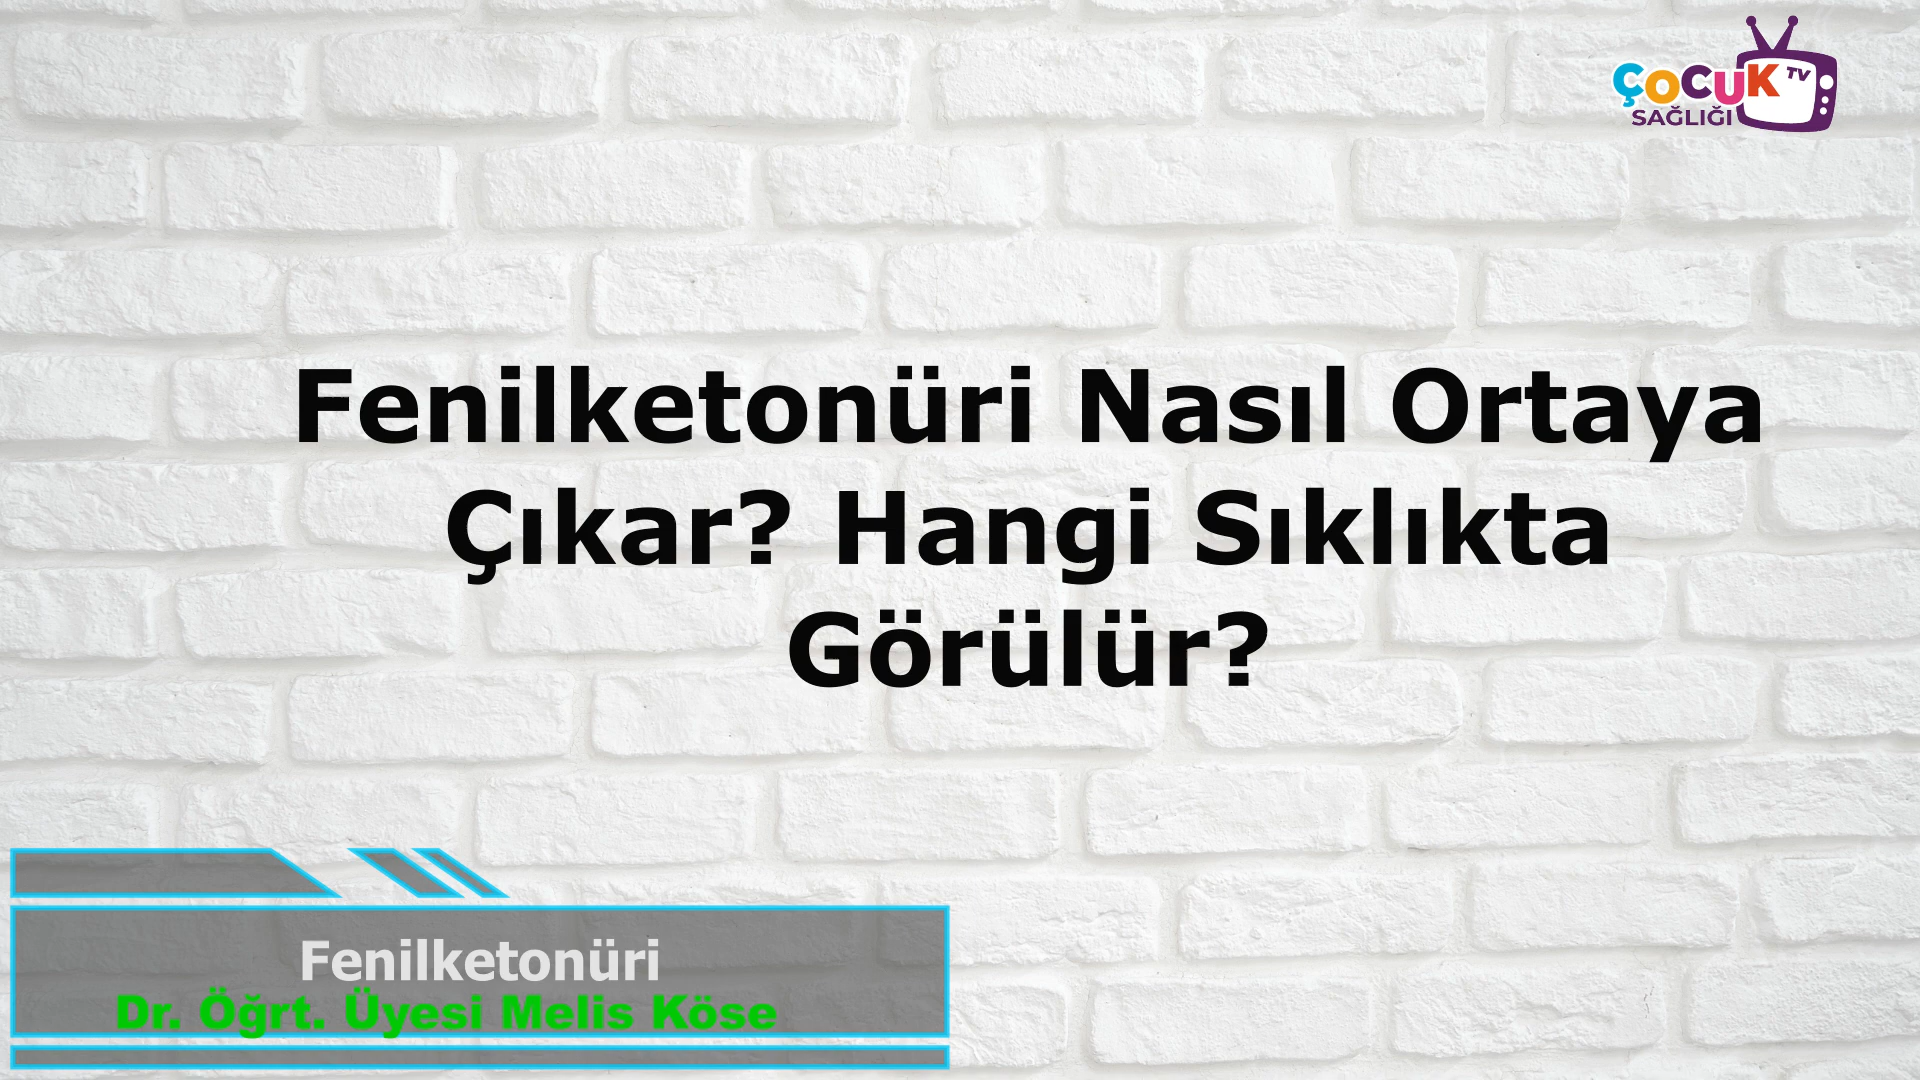 ÇOCUK TV
SAĞLIĞI
Fenilketonüri Nasıl Ortaya
Çıkar? Hangi Sıklıkta
Görülür?
Fenilketonüri
Dr. Öğrt. Üyesi Melis Köse